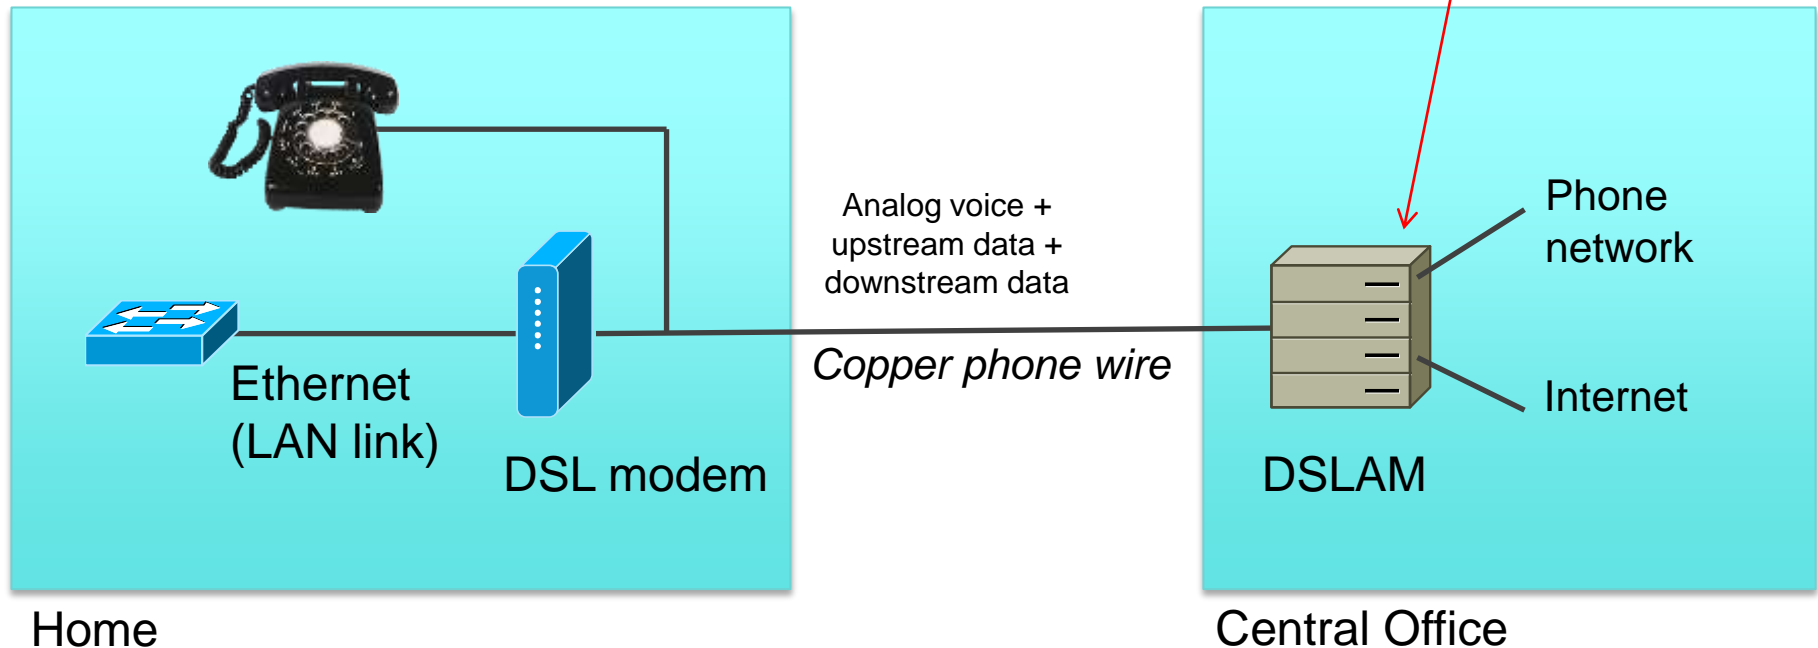 Analog voice +
upstream data +
downstream data
Copper phone wire
Ethernet
(LAN link)
DSL modem
Home
Phone
network
Internet
DSLAM
Central Office